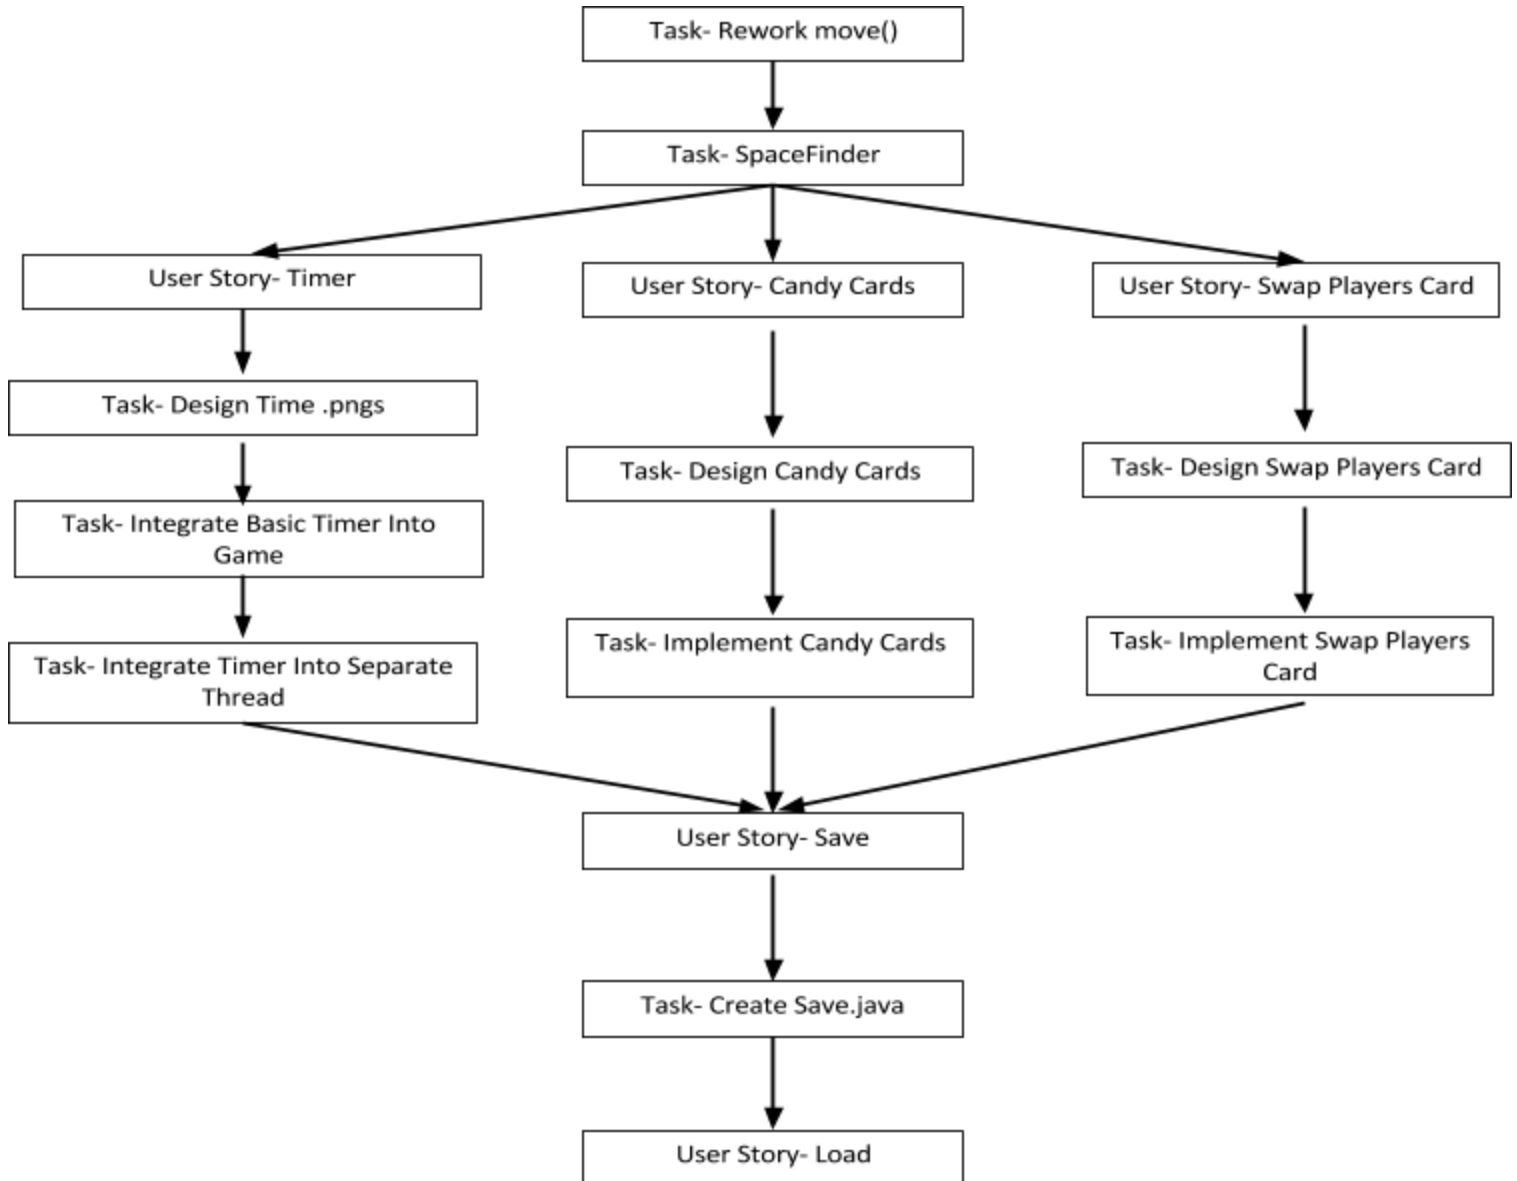 Task- Rework move()
Task- SpaceFinder
User Story- Timer
User Story- Candy Cards
User Story- Swap Players Card
Task- Design Time .pngs
Task- Design Candy Cards
Task- Design Swap Players Card
Task- Integrate Basic Timer Into
Game
Task- Integrate Timer Into Separate
Thread
Task- Implement Candy Cards
Task- Implement Swap Players
Card
User Story- Save
Task- Create Save.java
User Story- Load